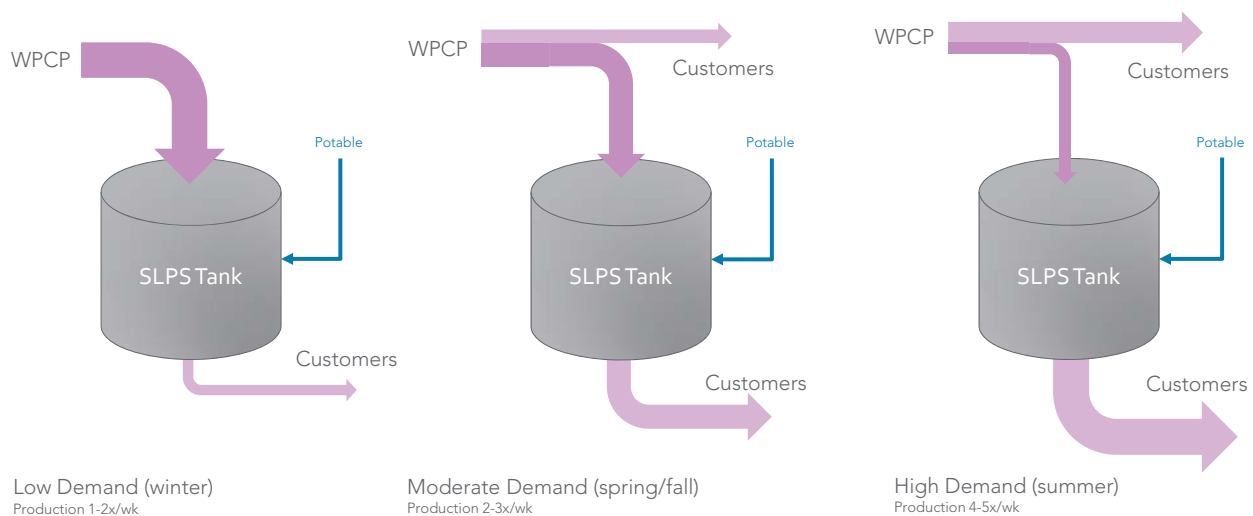 WPCP
Potable
SLPS Tank
Customers
Low Demand (winter)
Production 1-2x/wk
WPCP
Customers
Potable
SLPS Tank
Customers
Moderate Demand (spring/fall)
Production 2-3x/wk
WPCP
Customers
Potable
SLPS Tank
Customers
High Demand (summer)
Production 4-5x/wk